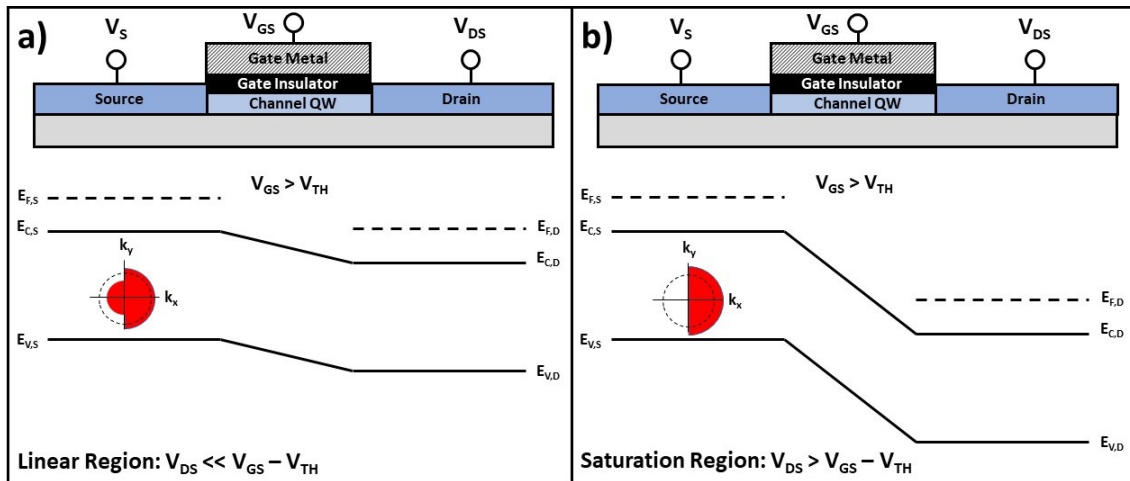 a)
V_S
V_GS
V_DS
Gate Metal
Gate Insulator
Source
Channel QW
Drain
V_GS > V_TH
E_F,S
E_C,S
E_F,D
E_C,D
k_y
k_x
E_V,S
E_V,D
Linear Region: V_DS << V_GS – V_TH
b)
V_S
V_GS
V_DS
Gate Metal
Gate Insulator
Source
Channel QW
Drain
V_GS > V_TH
E_F,S
E_C,S
k_y
k_x
E_F,D
E_C,D
E_V,S
E_V,D
Saturation Region: V_DS > V_GS – V_TH